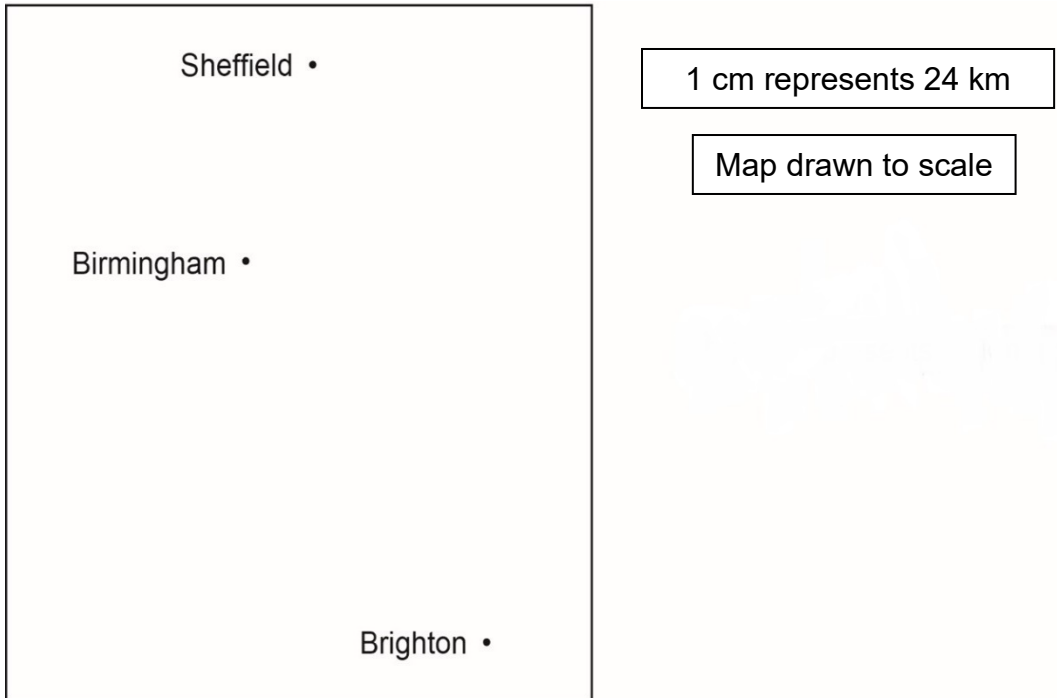 Sheffield
1 cm represents 24 km
Map drawn to scale
Birmingham
Brighton